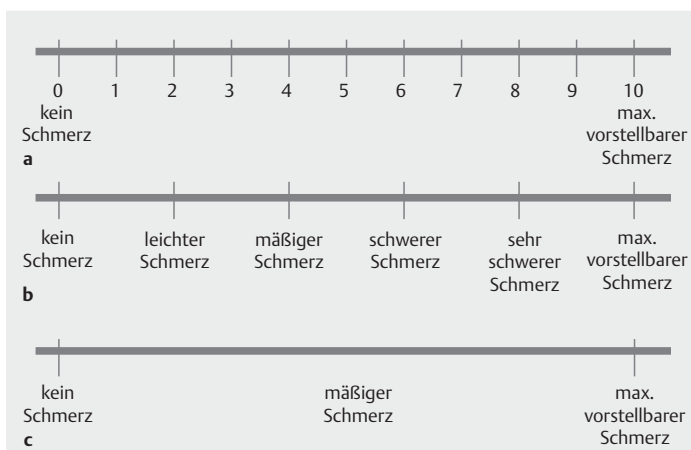 0 1 2 3 4 5 6 7 8 9 10
kein max.
Schmerz vorstellbarer
a Schmerz
kein leichter mäßiger schwerer sehr max.
Schmerz Schmerz Schmerz Schmerz schwerer vorstellbarer
b Schmerz Schmerz
kein mäßiger max.
Schmerz Schmerz vorstellbarer
c Schmerz